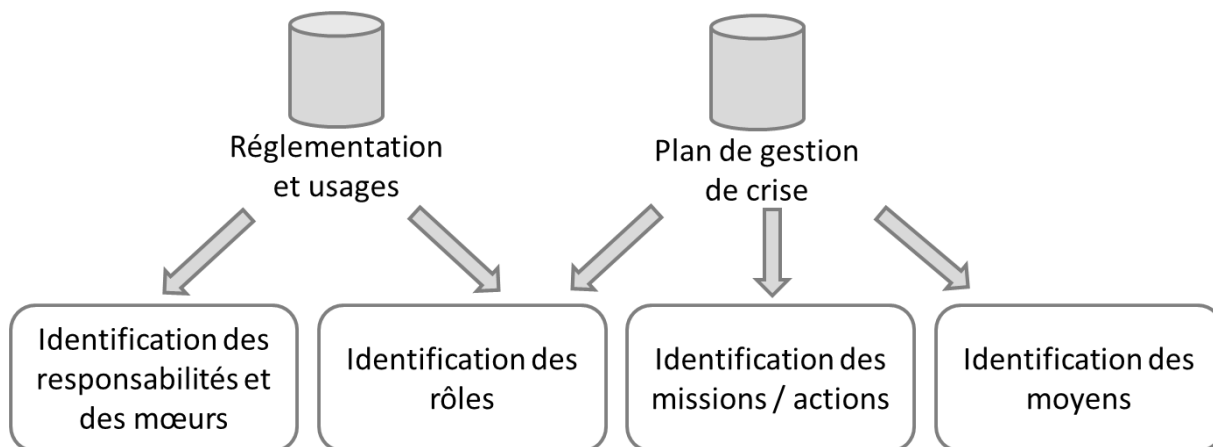 Réglementation
et usages
Plan de gestion
de crise
Identification des
responsabilités et
des mœurs
Identification des
rôles
Identification des
missions / actions
Identification des
moyens